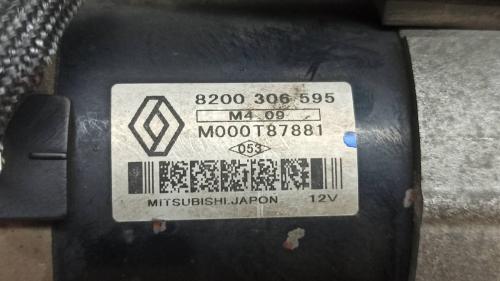 8200 306 595
M4 09
M000T87881
053
MITSUBISHI.JAPON 12V